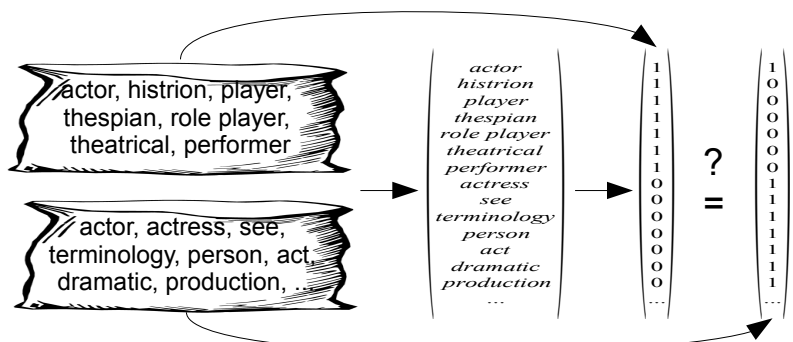 actor, histrion, player,
thespian, role player,
theatrical, performer
actor, actress, see,
terminology, person, act,
dramatic, production, ...
actor
histrion
player
thespian
role player
theatrical
performer
actress
see
terminology
person
act
dramatic
production
...
1
1
1
1
1
1
1
0
0
0
0
0
0
0
...
?
=
1
0
0
0
0
0
0
1
1
1
1
1
1
1
...